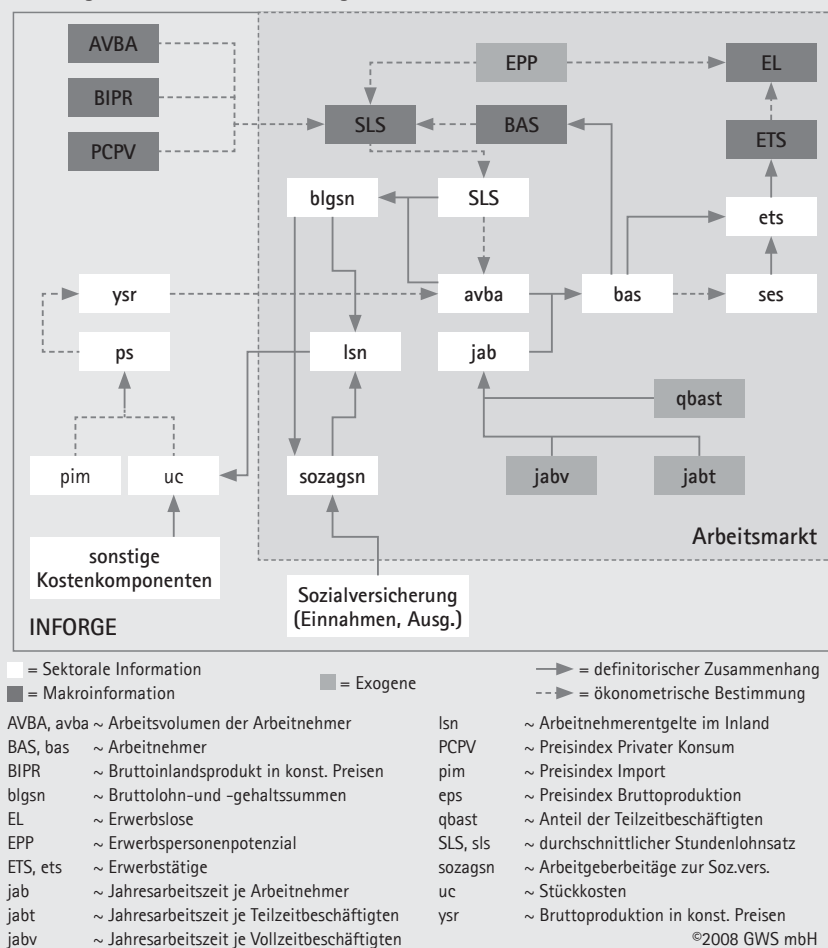 AVBA
EPP
EL
BIPR
SLS
BAS
PCPV
ETS
blgsn
SLS
ets
ysr
avba
bas
ses
ps
lsn
jab
qbast
pim
uc
sozagsn
jabv
jabt
Arbeitsmarkt
sonstige
Kostenkomponenten
Sozialversicherung
(Einnahmen, Ausg.)
INFORGE
= Sektorale Information
= Makroinformation
= Exogene
= definitorischer Zusammenhang
= ökonometrische Bestimmung
AVBA, avba ~ Arbeitsvolumen der Arbeitnehmer
BAS, bas ~ Arbeitnehmer
BIPR ~ Bruttoinlandsprodukt in konst. Preisen
blgsn ~ Bruttolohn-und -gehaltssummen
EL ~ Erwerbslose
EPP ~ Erwerbspersonenpotenzial
ETS, ets ~ Erwerbstätige
jab ~ Jahresarbeitszeit je Arbeitnehmer
jabt ~ Jahresarbeitszeit je Teilzeitbeschäftigten
jabv ~ Jahresarbeitszeit je Vollzeitbeschäftigten
lsn ~ Arbeitnehmerentgelte im Inland
PCPV ~ Preisindex Privater Konsum
pim ~ Preisindex Import
eps ~ Preisindex Bruttoproduktion
qbast ~ Anteil der Teilzeitbeschäftigten
SLS, sls ~ durchschnittlicher Stundenlohnsatz
sozagsn ~ Arbeitgeberbeitäge zur Soz.vers.
uc ~ Stückkosten
ysr ~ Bruttoproduktion in konst. Preisen
©2008 GWS mbH